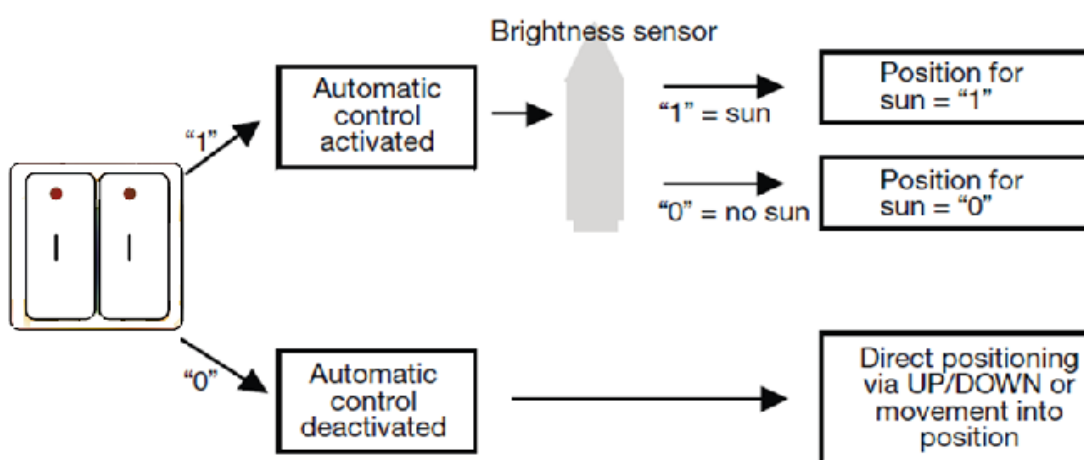 Brightness sensor
Automatic
control
activated
"1"
"1" = sun
Position for
sun = "1"
"0" = no sun
Position for
sun = "0"
"0"
Automatic
control
deactivated
Direct positioning
via UP/DOWN or
movement into
position